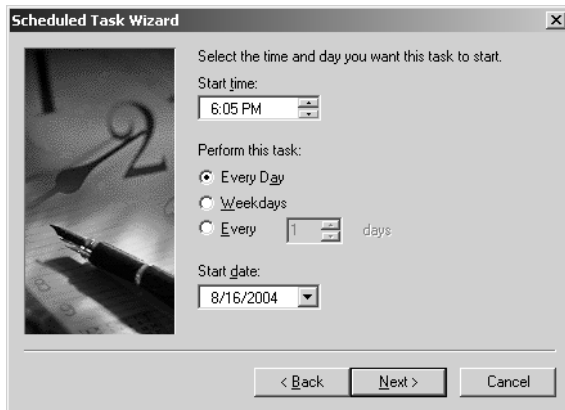 Scheduled Task Wizard
Select the time and day you want this task to start.
Start time:
6:05 PM
Perform this task:
Every Day
Weekdays
Every 1 days
Start date:
8/16/2004
< Back Next > Cancel